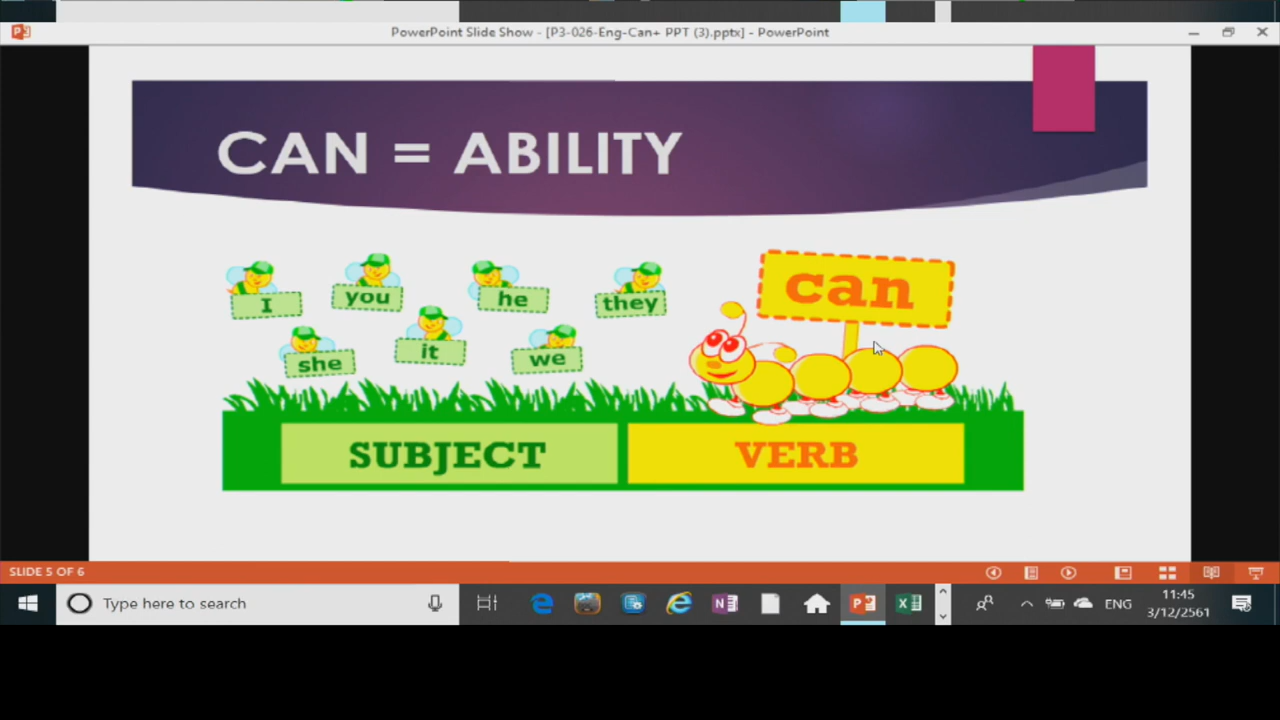 PowerPoint Slide Show - [P3-026-Eng-Can+ PPT (3).pptx] - PowerPoint
CAN = ABILITY
I
you
he
they
she
it
we
can
SUBJECT
VERB
SLIDE 5 OF 6
Type here to search
ENG
11:45
3/12/2561